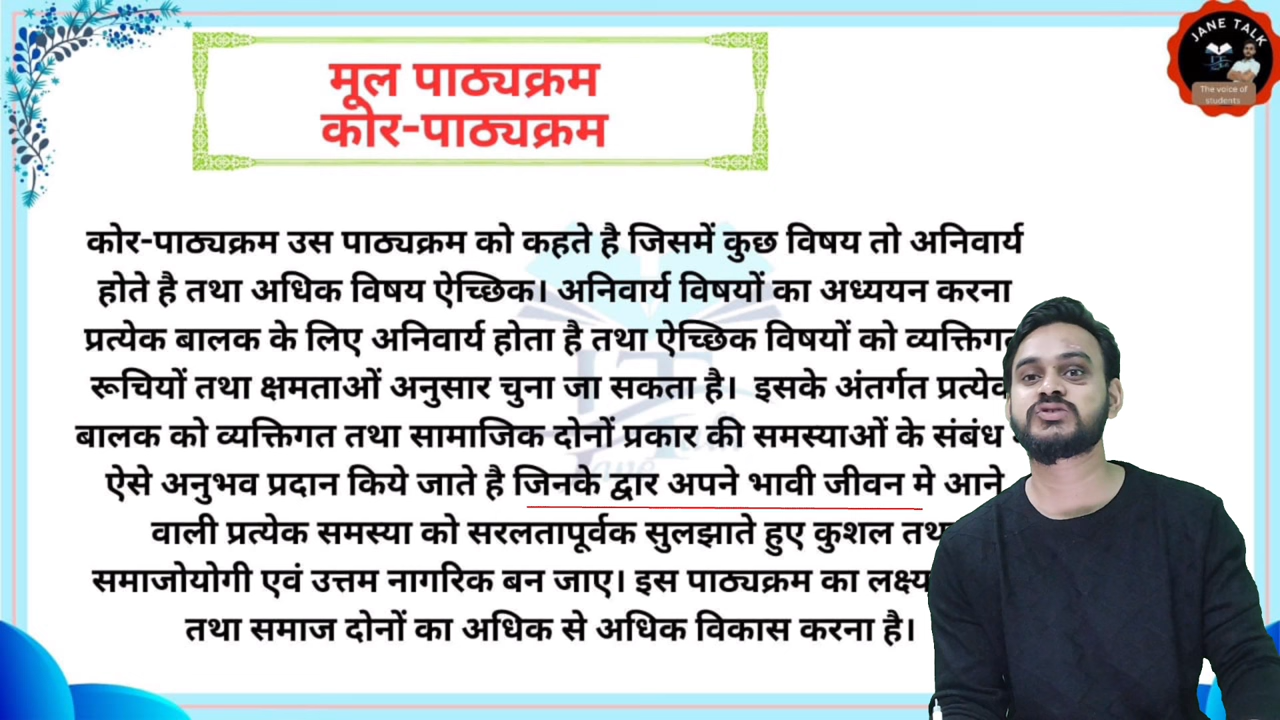 मूल पाठ्यक्रम
कोर-पाठ्यक्रम
JANE TALK
The voice of
students
कोर-पाठ्यक्रम उस पाठ्यक्रम को कहते है जिसमें कुछ विषय तो अनिवार्य
होते है तथा अधिक विषय ऐच्छिक। अनिवार्य विषयों का अध्ययन करना
प्रत्येक बालक के लिए अनिवार्य होता है तथा ऐच्छिक विषयों को
रूचियों तथा क्षमताओं अनुसार चुना जा सकता है। इसके अंतर्गत
बालक को व्यक्तिगत तथा सामाजिक दोनों प्रकार की समस्याओं के संबंध
ऐसे अनुभव प्रदान किये जाते है जिनके द्वार अपने भावी जीवन मे आने
वाली प्रत्येक समस्या को सरलतापूर्वक सुलझाते हुए कुशल
समाजोयोगी एवं उत्तम नागरिक बन जाए। इस पाठ्यक्रम का लक्ष्य
तथा समाज दोनों का अधिक से अधिक विकास करना है।